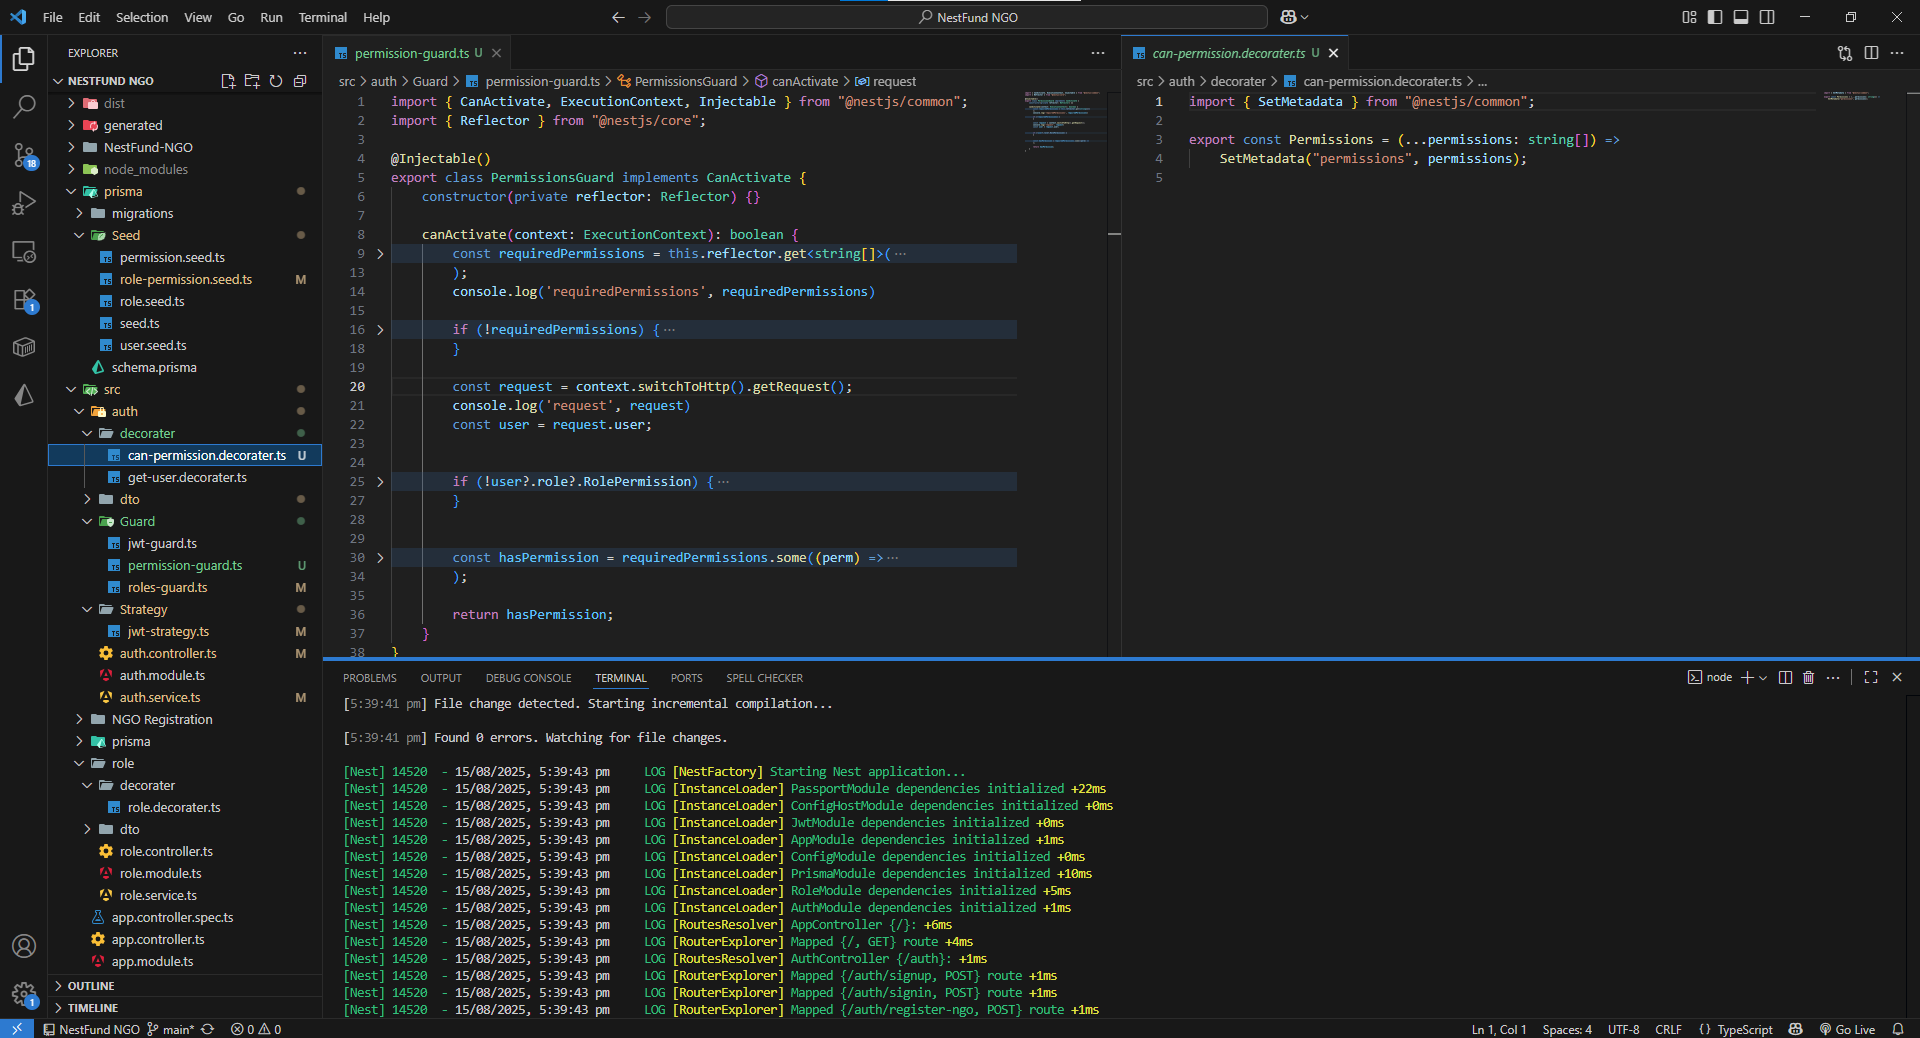 File Edit Selection View Go Run Terminal Help
NestFund NGO
EXPLORER
NESTFUND NGO
dist
generated
NestFund-NGO
node_modules
prisma
migrations
Seed
permission.seed.ts
role-permission.seed.ts M
role.seed.ts
seed.ts
user.seed.ts
schema.prisma
src
auth
decorater
can-permission.decorater.ts U
get-user.decorater.ts
dto
Guard
jwt-guard.ts
permission-guard.ts U
roles-guard.ts M
Strategy
jwt-strategy.ts M
auth.controller.ts M
auth.module.ts
auth.service.ts M
NGO Registration
prisma
role
decorater
role.decorater.ts
dto
role.controller.ts
role.module.ts
role.service.ts
app.controller.spec.ts
app.controller.ts
app.module.ts
OUTLINE
TIMELINE
18
1
1
permission-guard.ts U
src > auth > Guard > permission-guard.ts > PermissionsGuard > canActivate > request
1 import { CanActivate, ExecutionContext, Injectable } from "@nestjs/common";
2 import { Reflector } from "@nestjs/core";
3
4 @Injectable()
5 export class PermissionsGuard implements CanActivate {
6 constructor(private reflector: Reflector) {}
7
8 canActivate(context: ExecutionContext): boolean {
9 const requiredPermissions = this.reflector.get<string[]>(···
13 );
14 console.log('requiredPermissions', requiredPermissions)
15
16 if (!requiredPermissions) {···
18 }
19
20 const request = context.switchToHttp().getRequest();
21 console.log('request', request)
22 const user = request.user;
23
24
25 if (!user?.role?.RolePermission) {···
27 }
28
29
30 const hasPermission = requiredPermissions.some((perm) =>···
34 );
35
36 return hasPermission;
37 }
38 }
can-permission.decorater.ts U
src > auth > decorater > can-permission.decorater.ts > ...
1 import { SetMetadata } from "@nestjs/common";
2
3 export const Permissions = (...permissions: string[]) =>
4 SetMetadata("permissions", permissions);
5
PROBLEMS OUTPUT DEBUG CONSOLE TERMINAL PORTS SPELL CHECKER
node
[5:39:41 pm] File change detected. Starting incremental compilation...
[5:39:41 pm] Found 0 errors. Watching for file changes.
[Nest] 14520 - 15/08/2025, 5:39:43 pm LOG [NestFactory] Starting Nest application...
[Nest] 14520 - 15/08/2025, 5:39:43 pm LOG [InstanceLoader] PassportModule dependencies initialized +22ms
[Nest] 14520 - 15/08/2025, 5:39:43 pm LOG [InstanceLoader] ConfigHostModule dependencies initialized +0ms
[Nest] 14520 - 15/08/2025, 5:39:43 pm LOG [InstanceLoader] JwtModule dependencies initialized +0ms
[Nest] 14520 - 15/08/2025, 5:39:43 pm LOG [InstanceLoader] AppModule dependencies initialized +1ms
[Nest] 14520 - 15/08/2025, 5:39:43 pm LOG [InstanceLoader] ConfigModule dependencies initialized +0ms
[Nest] 14520 - 15/08/2025, 5:39:43 pm LOG [InstanceLoader] PrismaModule dependencies initialized +10ms
[Nest] 14520 - 15/08/2025, 5:39:43 pm LOG [InstanceLoader] RoleModule dependencies initialized +5ms
[Nest] 14520 - 15/08/2025, 5:39:43 pm LOG [InstanceLoader] AuthModule dependencies initialized +1ms
[Nest] 14520 - 15/08/2025, 5:39:43 pm LOG [RoutesResolver] AppController {/}: +6ms
[Nest] 14520 - 15/08/2025, 5:39:43 pm LOG [RouterExplorer] Mapped {/, GET} route +4ms
[Nest] 14520 - 15/08/2025, 5:39:43 pm LOG [RoutesResolver] AuthController {/auth}: +1ms
[Nest] 14520 - 15/08/2025, 5:39:43 pm LOG [RouterExplorer] Mapped {/auth/signup, POST} route +1ms
[Nest] 14520 - 15/08/2025, 5:39:43 pm LOG [RouterExplorer] Mapped {/auth/signin, POST} route +1ms
[Nest] 14520 - 15/08/2025, 5:39:43 pm LOG [RouterExplorer] Mapped {/auth/register-ngo, POST} route +1ms
NestFund NGO main* 0 0
Ln 1, Col 1 Spaces: 4 UTF-8 CRLF {} TypeScript Go Live